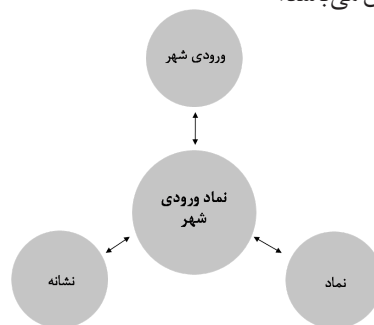 ورودی شهر
نماد ورودی
شهر
نشانه
نماد